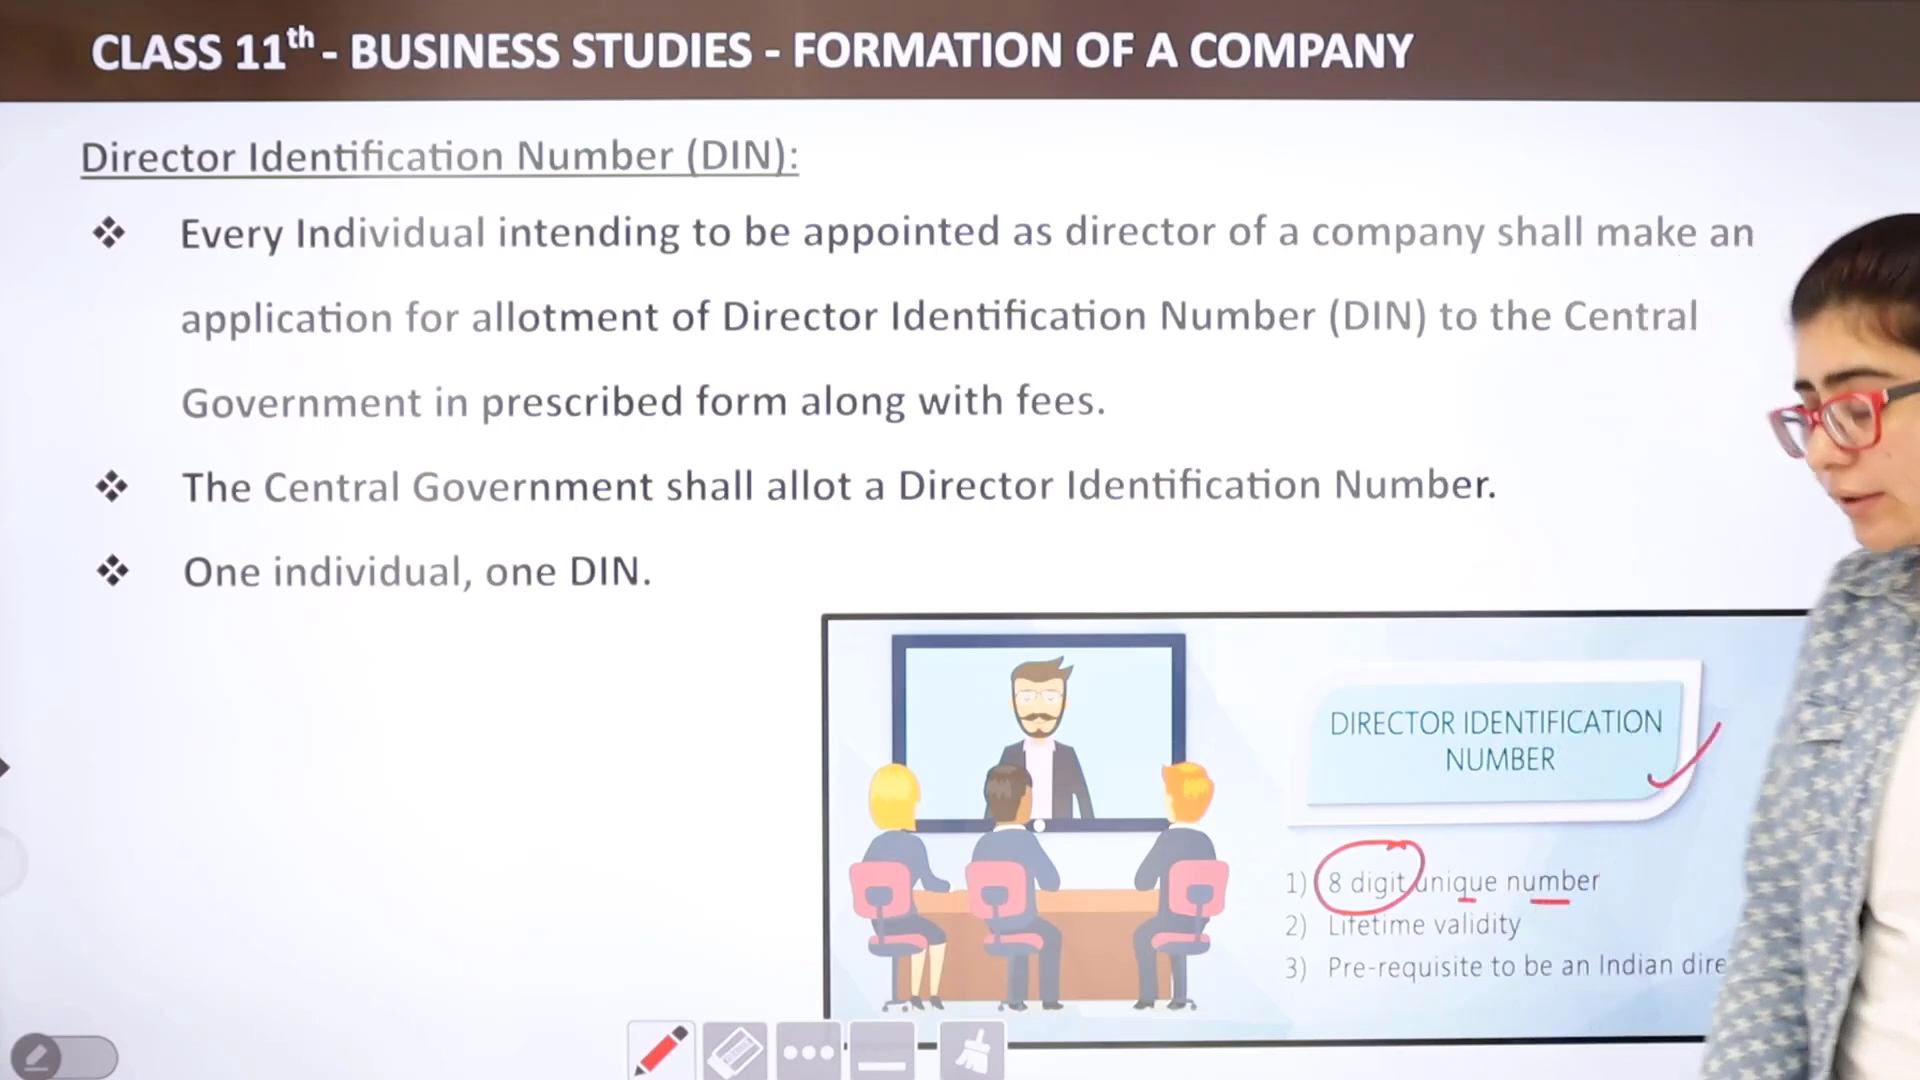 CLASS 11th - BUSINESS STUDIES - FORMATION OF A COMPANY
Director Identification Number (DIN):
❖ Every Individual intending to be appointed as director of a company shall make an
application for allotment of Director Identification Number (DIN) to the Central
Government in prescribed form along with fees.
❖ The Central Government shall allot a Director Identification Number.
❖ One individual, one DIN.
DIRECTOR IDENTIFICATION
NUMBER
1) 8 digit unique number
2) Lifetime validity
3) Pre-requisite to be an Indian